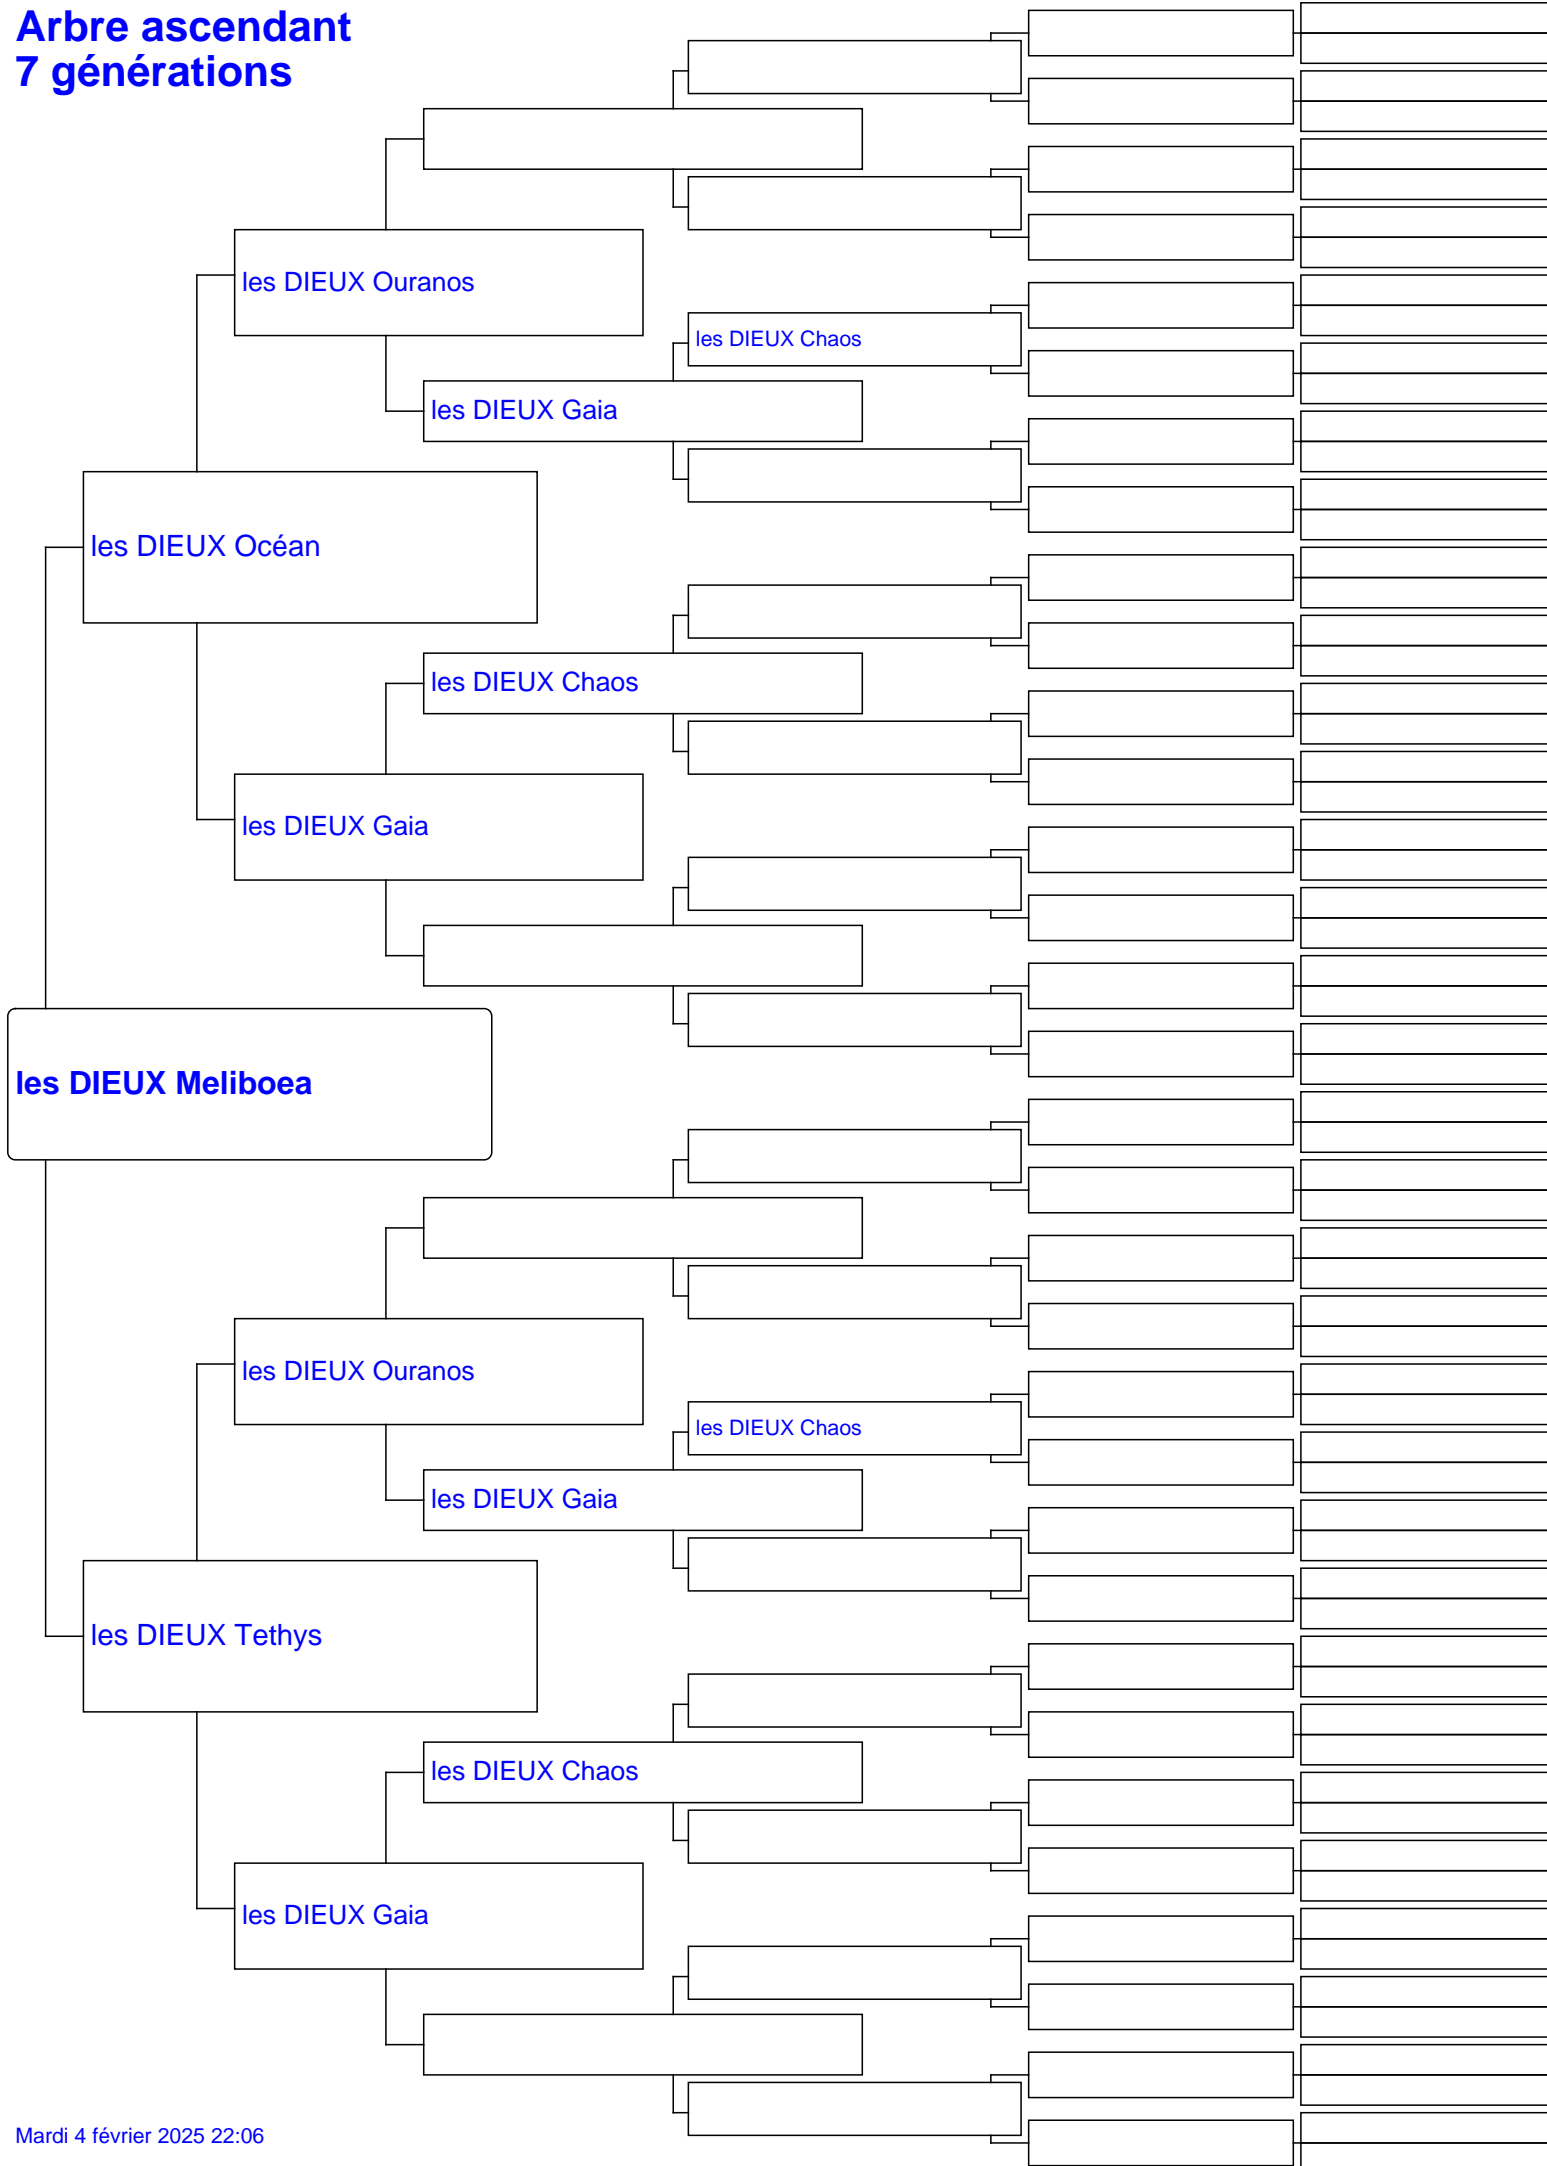 Arbre ascendant
7 générations
les DIEUX Ouranos
les DIEUX Chaos
les DIEUX Gaia
les DIEUX Océan
les DIEUX Chaos
les DIEUX Gaia
les DIEUX Meliboea
les DIEUX Ouranos
les DIEUX Chaos
les DIEUX Gaia
les DIEUX Tethys
les DIEUX Chaos
les DIEUX Gaia
Mardi 4 février 2025 22:06